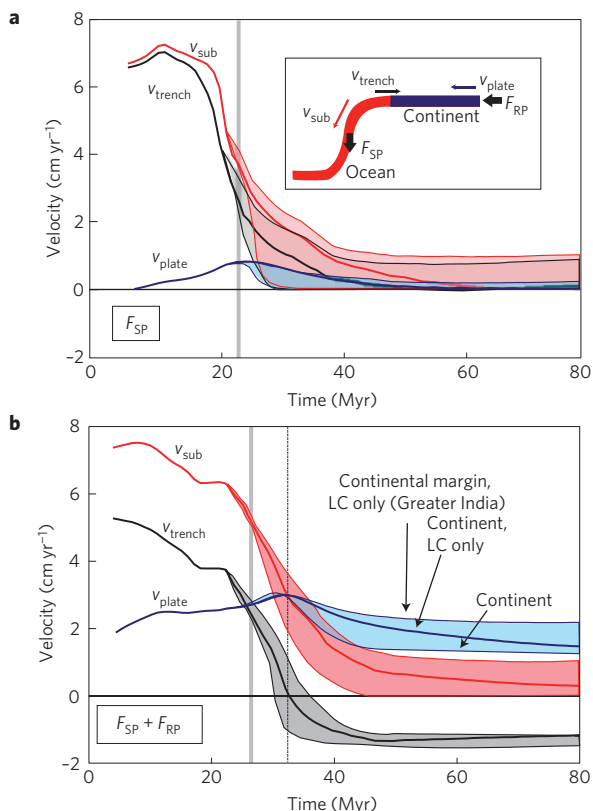 a
8
6
4
2
0
−2
Velocity (cm yr⁻¹)
v_sub
v_trench
v_plate
F_SP
v_trench
v_plate
v_sub
F_RP
Continent
F_SP
Ocean
0
20
40
60
80
Time (Myr)
b
8
6
4
2
0
−2
Velocity (cm yr⁻¹)
v_sub
v_trench
v_plate
Continental margin,
LC only (Greater India)
Continent,
LC only
Continent
F_SP + F_RP
0
20
40
60
80
Time (Myr)